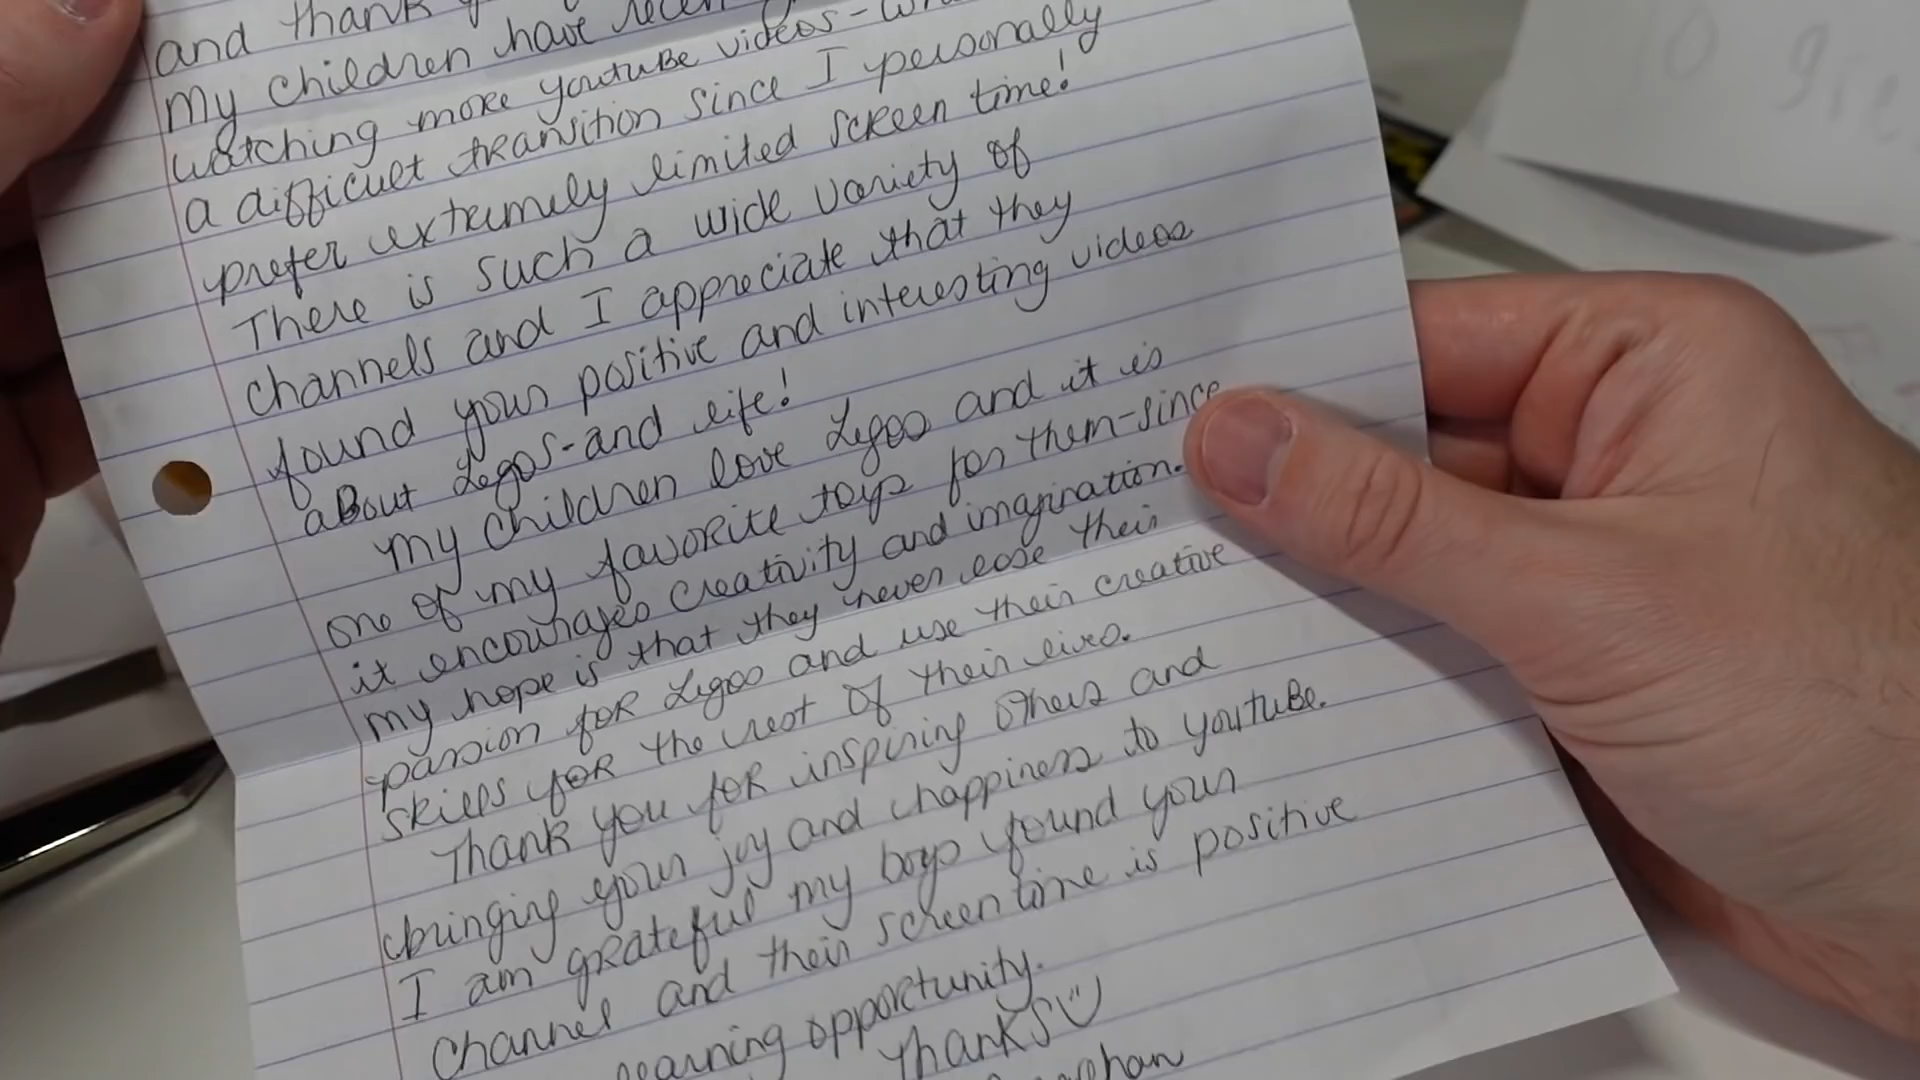 and thank
my children have
watching more youtuBe videos-
a difficult transition since I personally
prefer extremely limited screen time!
There is such a wide variety of
channels and I appreciate that they
found your positive and interesting videos
aBout Legos-and life!
my children love Legos and it is
one of my favorite toys for them-since
it encourages creativity and imagination.
my hope is that they never lose their
passion for Legos and use their creative
skills for the rest of their lives.
Thank you for inspiring others and
bringing your joy and happiness to youtuBe.
I am grateful my boys found your
Channel and their screen time is positive
learning opportunity.
Thanks